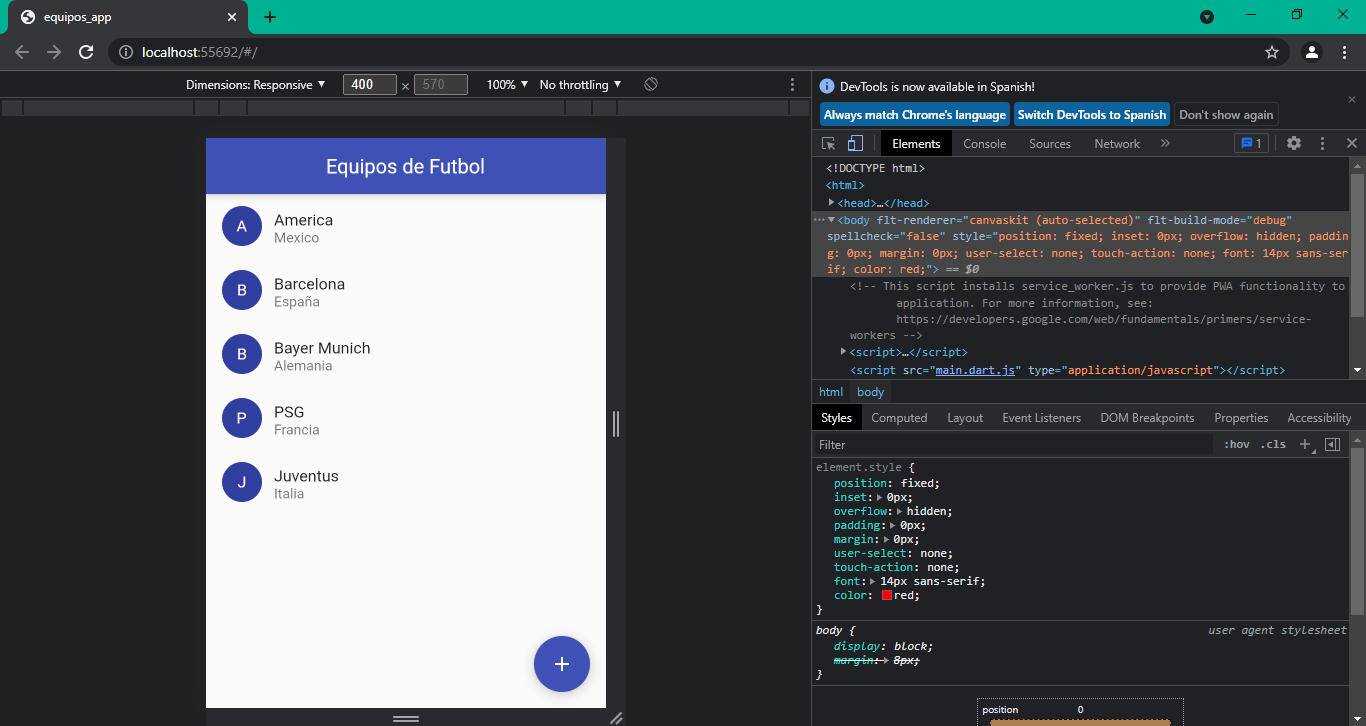 equipos_app
localhost:55692/#/
Dimensions: Responsive ▼ 400 × 570 100% ▼ No throttling ▼
Equipos de Futbol
A America
Mexico
B Barcelona
España
B Bayer Munich
Alemania
P PSG
Francia
J Juventus
Italia
+
DevTools is now available in Spanish!
Always match Chrome's language Switch DevTools to Spanish Don't show again
Elements Console Sources Network » 1
<!DOCTYPE html>
<html>
▶<head>…</head>
⋯▼<body flt-renderer="canvaskit (auto-selected)" flt-build-mode="debug"
spellcheck="false" style="position: fixed; inset: 0px; overflow: hidden; paddin
g: 0px; margin: 0px; user-select: none; touch-action: none; font: 14px sans-ser
if; color: red;"> == $0
<!-- This script installs service_worker.js to provide PWA functionality to
application. For more information, see:
https://developers.google.com/web/fundamentals/primers/service-
workers -->
▶<script>…</script>
<script src="main.dart.js" type="application/javascript"></script>
html body
Styles Computed Layout Event Listeners DOM Breakpoints Properties Accessibility
Filter :hov .cls +
element.style {
position: fixed;
inset:▶ 0px;
overflow:▶ hidden;
padding:▶ 0px;
margin:▶ 0px;
user-select: none;
touch-action: none;
font:▶ 14px sans-serif;
color: red;
}
body { user agent stylesheet
display: block;
margin:▶ 8px;
}
position 0